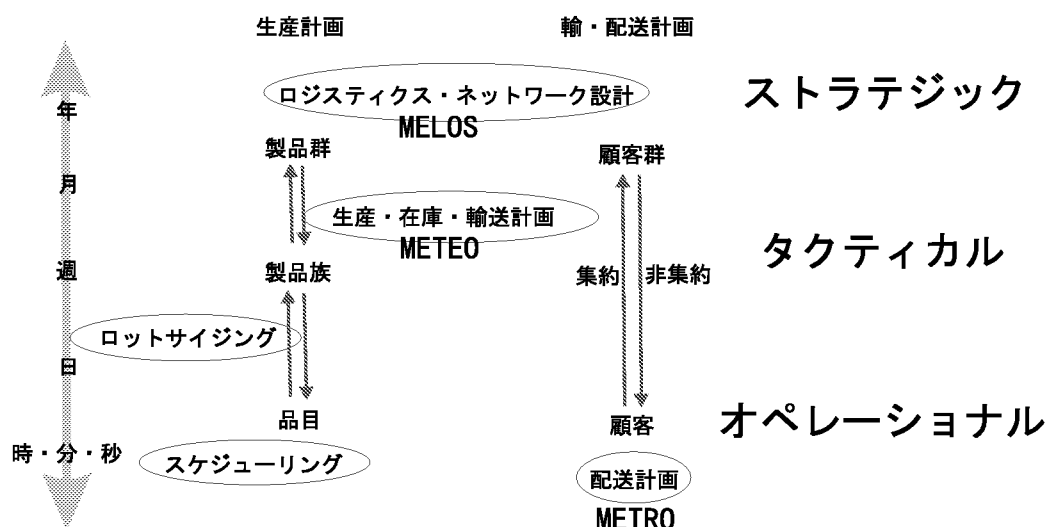 生産計画
輸・配送計画
ロジスティクス・ネットワーク設計
MELOS
ストラテジック
年
製品群
顧客群
月
生産・在庫・輸送計画
METEO
タクティカル
週
製品族
集約
非集約
ロットサイジング
日
品目
顧客
オペレーショナル
時・分・秒
スケジューリング
配送計画
METRO